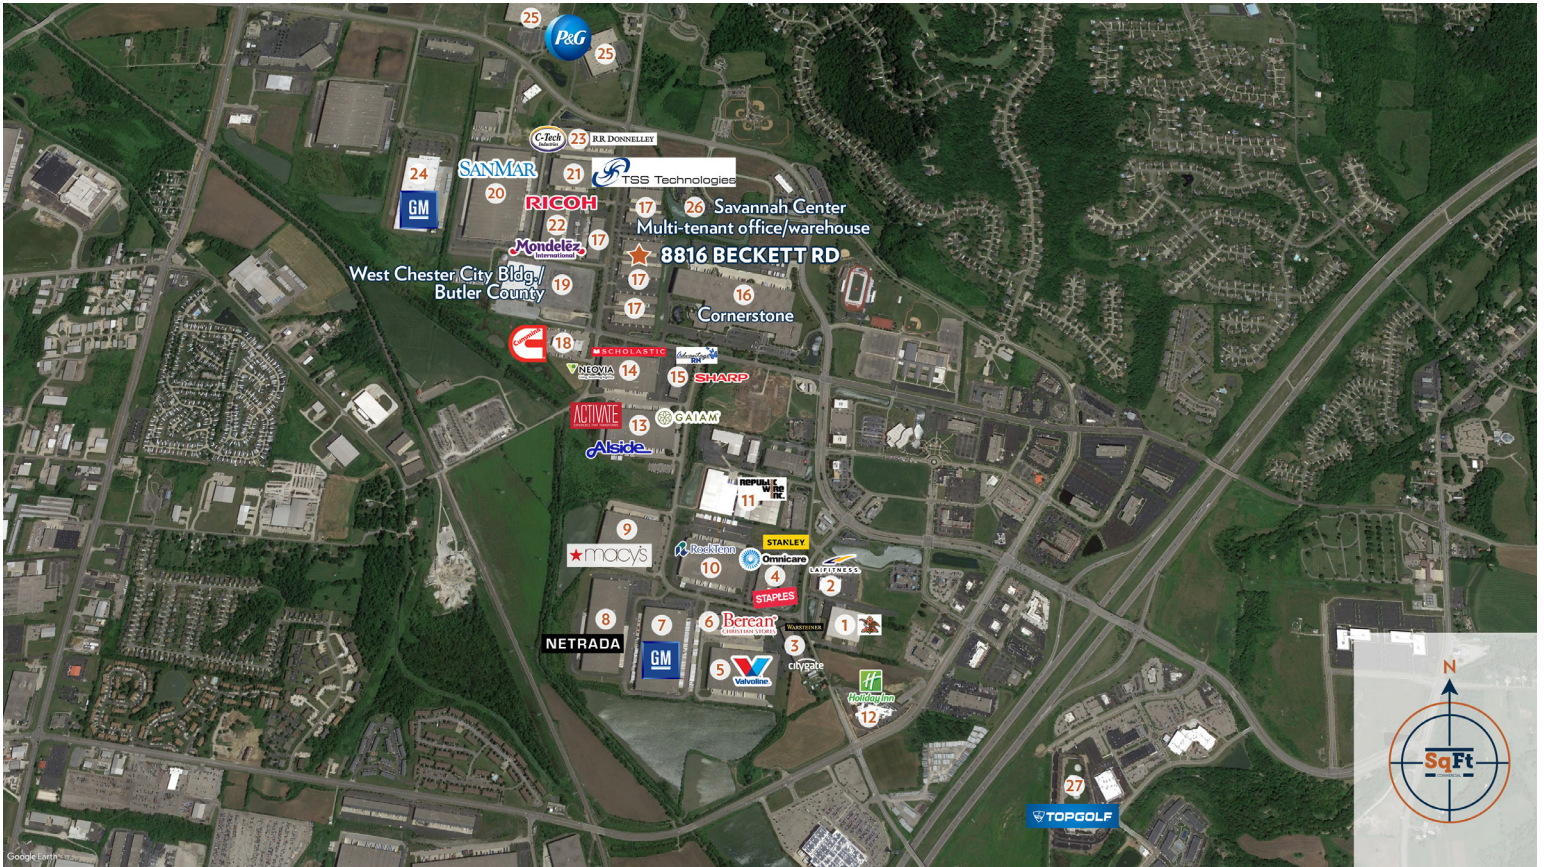 25
P&G
25
C-Tech
Industries
23
RR DONNELLEY
24
GM
SANMAR
20
21
TSS Technologies
RICOH
22
17
17
26
Savannah Center
Multi-tenant office/warehouse
Mondelēz
International
8816 BECKETT RD
West Chester City Bldg./
Butler County
19
17
17
16
Cornerstone
Cummins
18
SCHOLASTIC
NEOVIA
14
15
SHARP
ACTIVATE
13
GAIAM
Alside
REPUBLIC
WIRE
INC.
11
9
macy's
RockTenn
10
STANLEY
Omnicare
4
STAPLES
LA FITNESS
2
8
NETRADA
7
GM
6
Berean
CHRISTIAN STORES
WARSTEINER
1
3
citygate
5
Valvoline
Holiday Inn
12
27
TOPGOLF
N
SqFt
COMMERCIAL
Google Earth